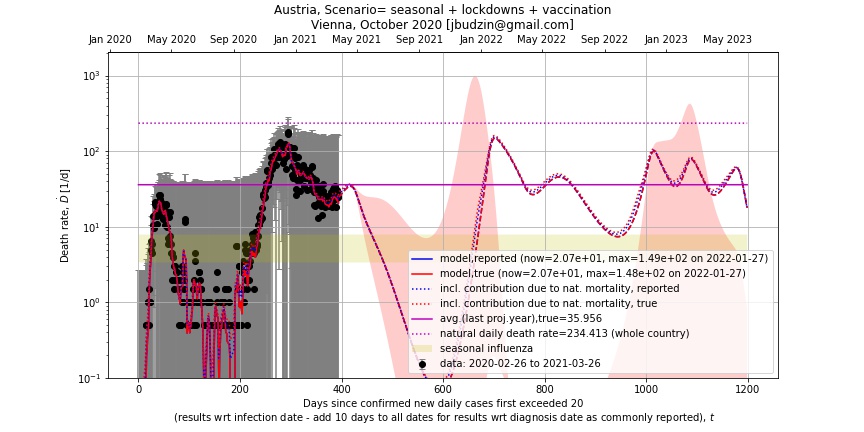 Austria, Scenario= seasonal + lockdowns + vaccination
Vienna, October 2020 [jbudzin@gmail.com]
Jan 2020 May 2020 Sep 2020 Jan 2021 May 2021 Sep 2021 Jan 2022 May 2022 Sep 2022 Jan 2023 May 2023
10³
10²
10¹
10⁰
10⁻¹
Death rate, D [1/d]
model,reported (now=2.07e+01, max=1.49e+02 on 2022-01-27)
model,true (now=2.07e+01, max=1.48e+02 on 2022-01-27)
incl. contribution due to nat. mortality, reported
incl. contribution due to nat. mortality, true
avg.(last proj.year),true=35.956
natural daily death rate=234.413 (whole country)
seasonal influenza
data: 2020-02-26 to 2021-03-26
0 200 400 600 800 1000 1200
Days since confirmed new daily cases first exceeded 20
(results wrt infection date - add 10 days to all dates for results wrt diagnosis date as commonly reported), t